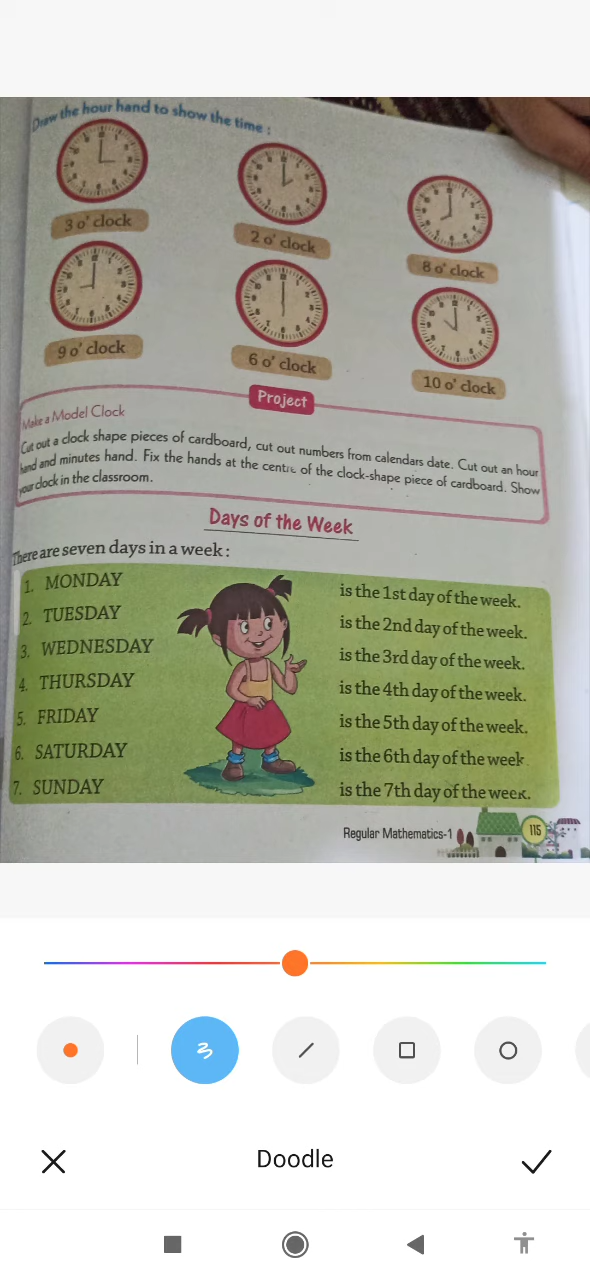 Draw the hour hand to show the time :
3 o' clock
2 o' clock
8 o' clock
9 o' clock
6 o' clock
10 o' clock
Project
Make a Model Clock
Cut out a clock shape pieces of cardboard, cut out numbers from calendars date. Cut out an hour
hand and minutes hand. Fix the hands at the centre of the clock-shape piece of cardboard. Show
your clock in the classroom.
Days of the Week
There are seven days in a week :
1. MONDAY is the 1st day of the week.
2. TUESDAY is the 2nd day of the week.
3. WEDNESDAY is the 3rd day of the week.
4. THURSDAY is the 4th day of the week.
5. FRIDAY is the 5th day of the week.
6. SATURDAY is the 6th day of the week
7. SUNDAY is the 7th day of the week.
Regular Mathematics-1 115
Doodle